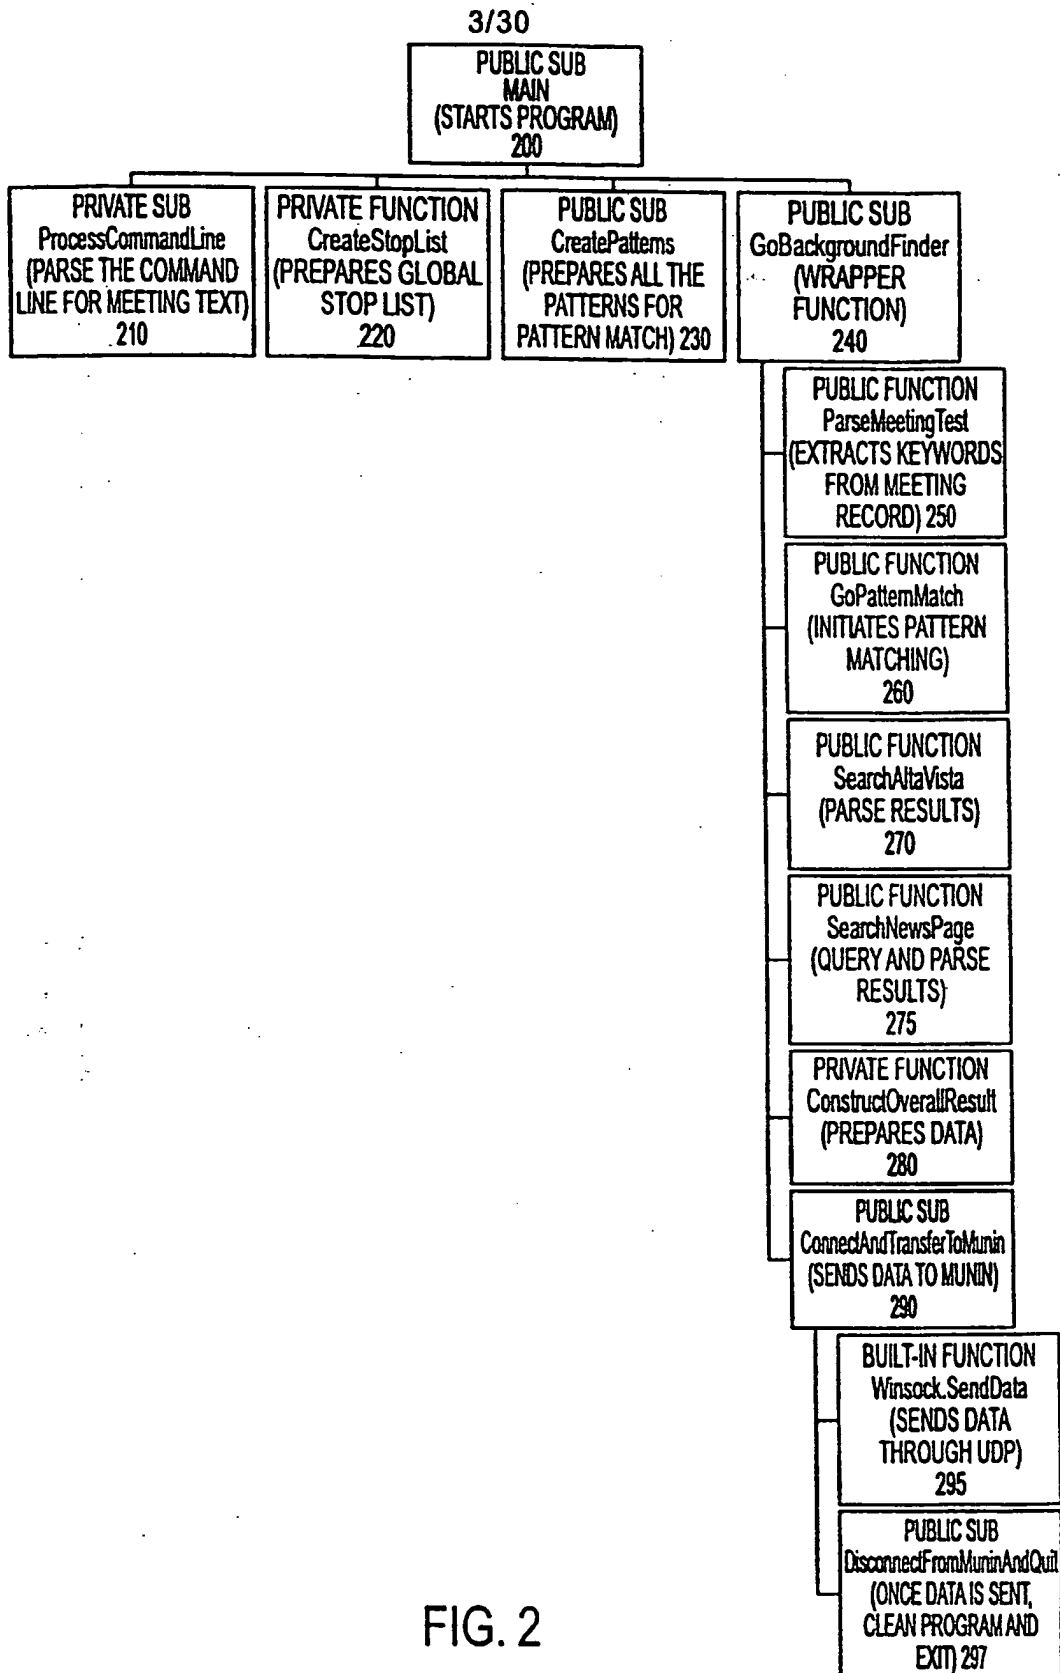 3/30
PUBLIC SUB
MAIN
(STARTS PROGRAM)
200
PRIVATE SUB
ProcessCommandLine
(PARSE THE COMMAND
LINE FOR MEETING TEXT)
210
PRIVATE FUNCTION
CreateStopList
(PREPARES GLOBAL
STOP LIST)
220
PUBLIC SUB
CreatePatterns
(PREPARES ALL THE
PATTERNS FOR
PATTERN MATCH) 230
PUBLIC SUB
GoBackgroundFinder
(WRAPPER
FUNCTION)
240
PUBLIC FUNCTION
ParseMeetingTest
(EXTRACTS KEYWORDS
FROM MEETING
RECORD) 250
PUBLIC FUNCTION
GoPatternMatch
(INITIATES PATTERN
MATCHING)
260
PUBLIC FUNCTION
SearchAltaVista
(PARSE RESULTS)
270
PUBLIC FUNCTION
SearchNewsPage
(QUERY AND PARSE
RESULTS)
275
PRIVATE FUNCTION
ConstructOverallResult
(PREPARES DATA)
280
PUBLIC SUB
ConnectAndTransferToMunin
(SENDS DATA TO MUNIN)
290
BUILT-IN FUNCTION
Winsock.SendData
(SENDS DATA
THROUGH UDP)
295
PUBLIC SUB
DisconnectFromMuninAndQuit
(ONCE DATA IS SENT,
CLEAN PROGRAM AND
EXIT) 297
FIG. 2